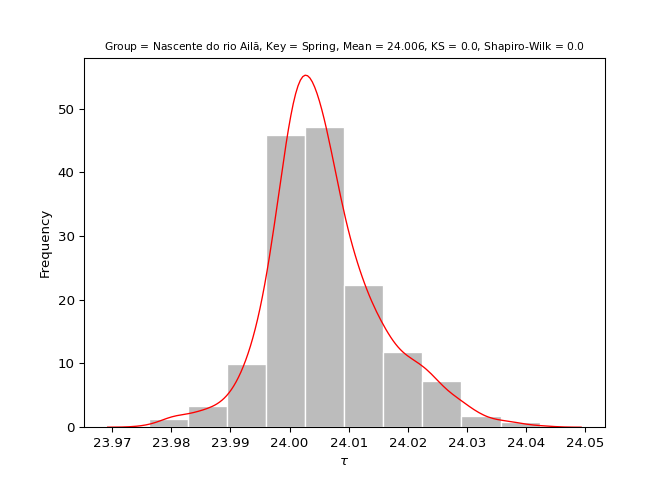 Group = Nascente do rio Ailã, Key = Spring, Mean = 24.006, KS = 0.0, Shapiro-Wilk = 0.0
50
40
30
20
10
0
Frequency
23.97 23.98 23.99 24.00 24.01 24.02 24.03 24.04 24.05
τ